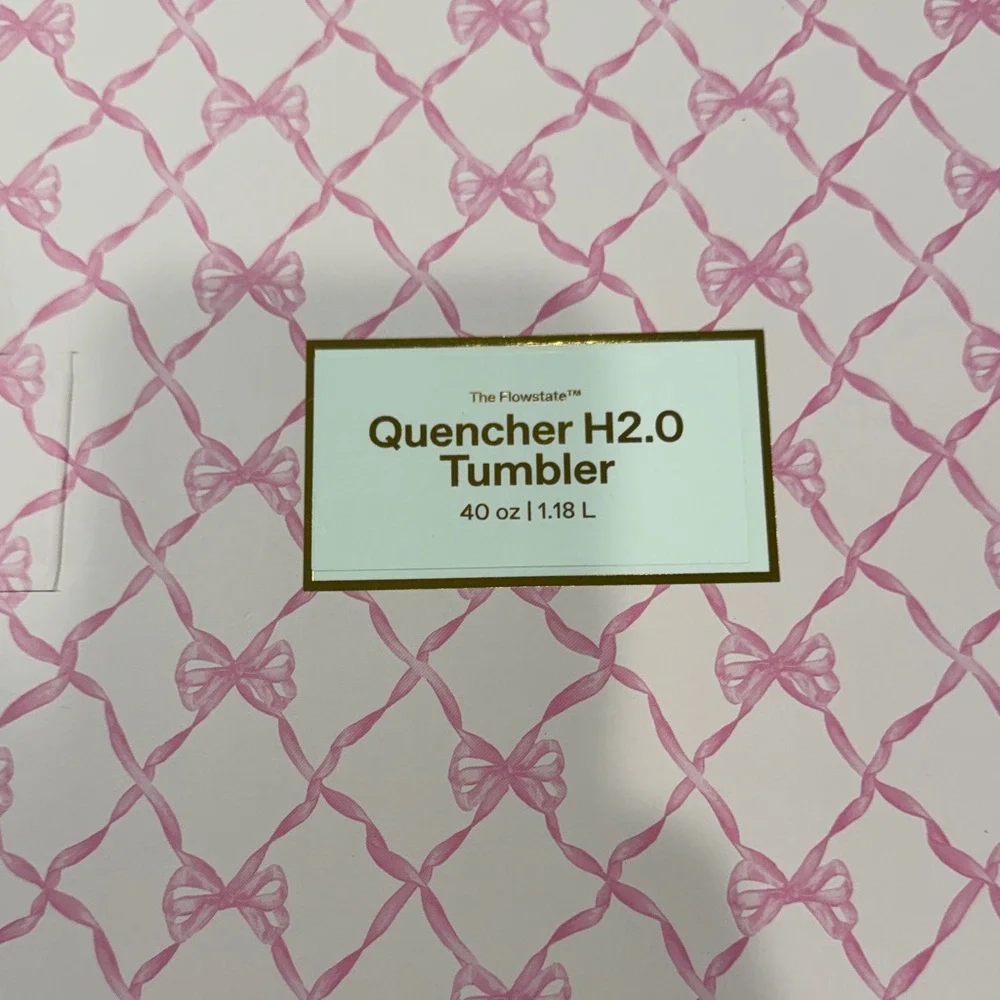 The Flowstate™
Quencher H2.0
Tumbler
40 oz | 1.18 L